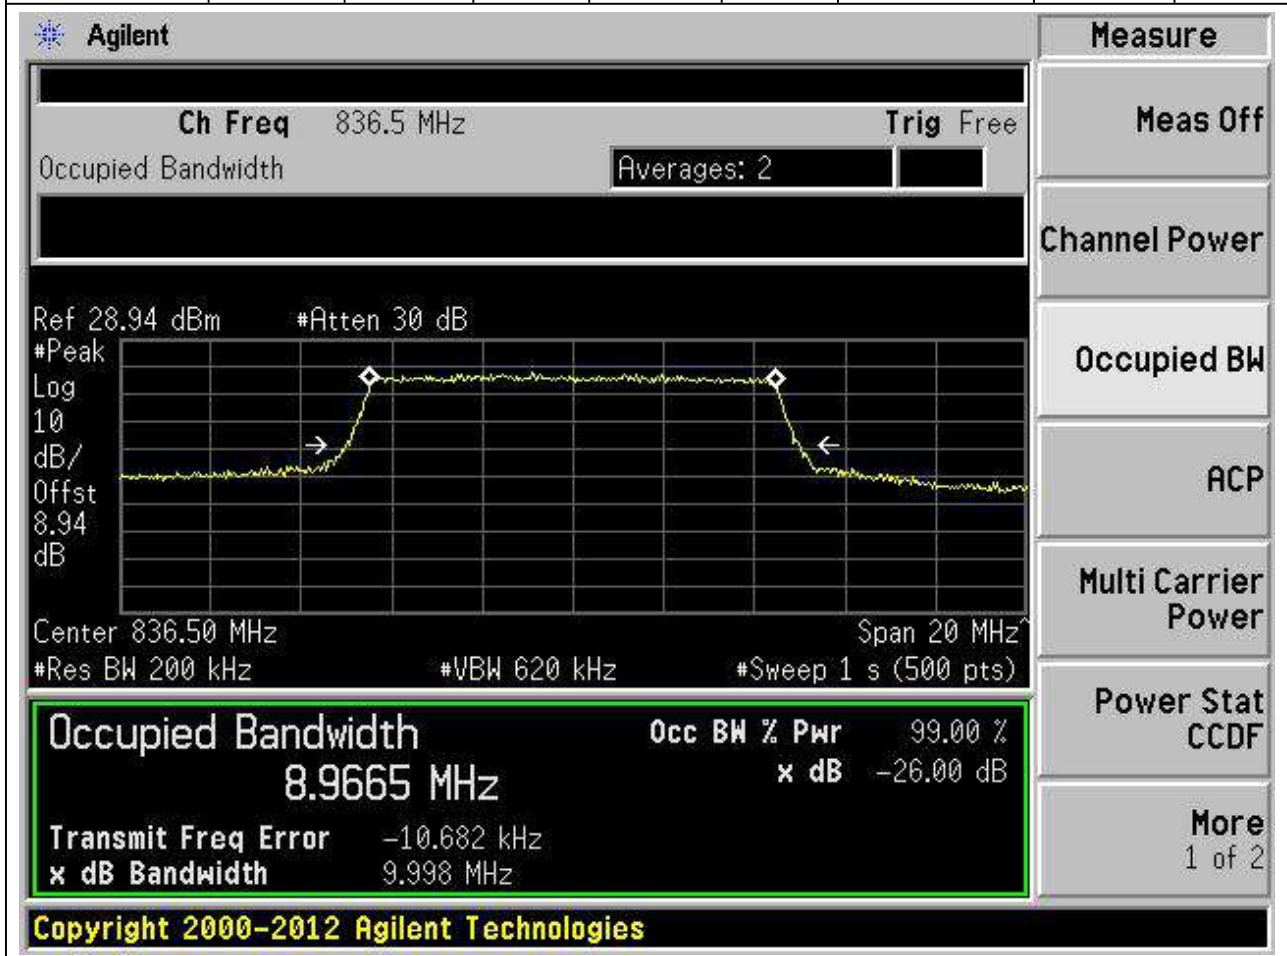 Agilent
Measure
Ch Freq 836.5 MHz Trig Free
Meas Off
Occupied Bandwidth Averages: 2
Channel Power
Ref 28.94 dBm #Atten 30 dB
#Peak
Log
10
dB/
Offst
8.94
dB
Occupied BW
ACP
Multi Carrier
Power
Center 836.50 MHz Span 20 MHz^
#Res BW 200 kHz #VBW 620 kHz #Sweep 1 s (500 pts)
Power Stat
CCDF
Occupied Bandwidth Occ BW % Pwr 99.00 %
8.9665 MHz x dB -26.00 dB
Transmit Freq Error -10.682 kHz
x dB Bandwidth 9.998 MHz
More
1 of 2
Copyright 2000-2012 Agilent Technologies